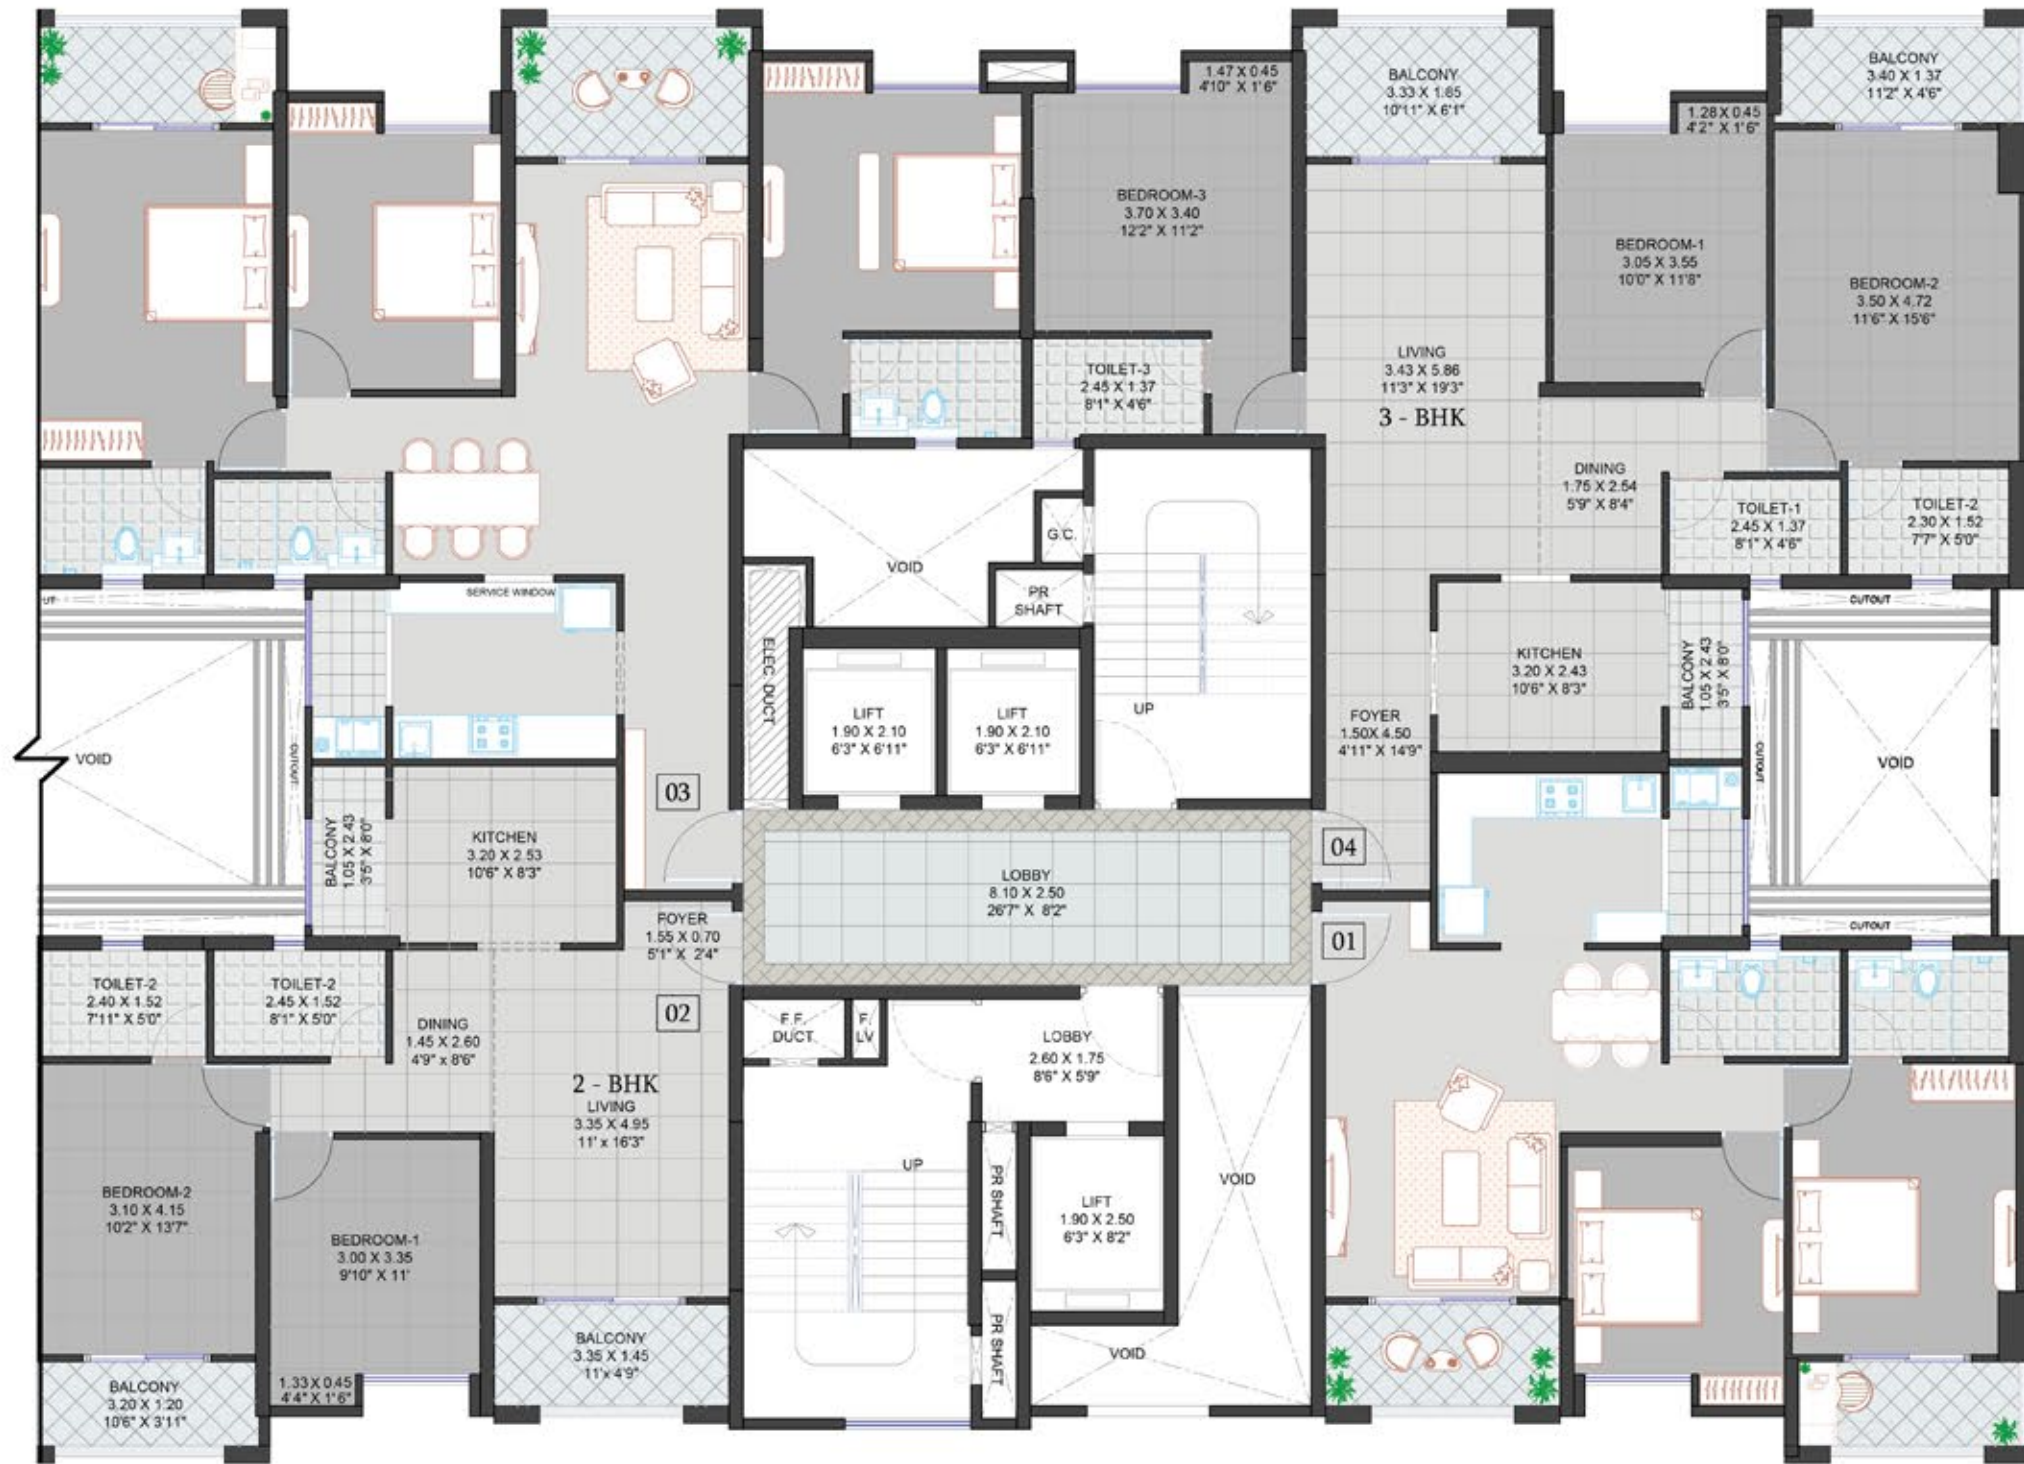 1.47 X 0.45
4'10" X 1'6"
BALCONY
3.33 X 1.85
10'11" X 6'1"
BALCONY
3.40 X 1.37
11'2" X 4'6"
1.28 X 0.45
4'2" X 1'6"
BEDROOM-3
3.70 X 3.40
12'2" X 11'2"
BEDROOM-1
3.05 X 3.55
10'0" X 11'8"
BEDROOM-2
3.50 X 4.72
11'6" X 15'6"
LIVING
3.43 X 5.86
11'3" X 19'3"
3 - BHK
TOILET-3
2.45 X 1.37
8'1" X 4'6"
DINING
1.75 X 2.54
5'9" X 8'4"
TOILET-1
2.45 X 1.37
8'1" X 4'6"
TOILET-2
2.30 X 1.52
7'7" X 5'0"
G.C.
VOID
PR
SHAFT
SERVICE WINDOW
UT
CUTOUT
ELEC. DUCT
KITCHEN
3.20 X 2.43
10'6" X 8'3"
BALCONY
1.05 X 2.43
3'5" X 8'0"
LIFT
1.90 X 2.10
6'3" X 6'11"
LIFT
1.90 X 2.10
6'3" X 6'11"
UP
FOYER
1.50X 4.50
4'11" X 14'9"
VOID
CUTOUT
CUTOUT
VOID
03
BALCONY
1.05 X 2.43
3'5" X 8'0"
KITCHEN
3.20 X 2.53
10'6" X 8'3"
04
LOBBY
8.10 X 2.50
26'7" X 8'2"
FOYER
1.55 X 0.70
5'1" X 2'4"
01
CUTOUT
TOILET-2
2.40 X 1.52
7'11" X 5'0"
TOILET-2
2.45 X 1.52
8'1" X 5'0"
02
DINING
1.45 X 2.60
4'9" x 8'6"
F.F.
DUCT
F.
LV
LOBBY
2.60 X 1.75
8'6" X 5'9"
2 - BHK
LIVING
3.35 X 4.95
11' x 16'3"
UP
PR SHAFT
VOID
BEDROOM-2
3.10 X 4.15
10'2" X 13'7"
LIFT
1.90 X 2.50
6'3" X 8'2"
BEDROOM-1
3.00 X 3.35
9'10" X 11'
BALCONY
3.35 X 1.45
11'x 4'9"
PR SHAFT
VOID
1.33 X 0.45
4'4" X 1'6"
BALCONY
3.20 X 1.20
10'6" X 3'11"